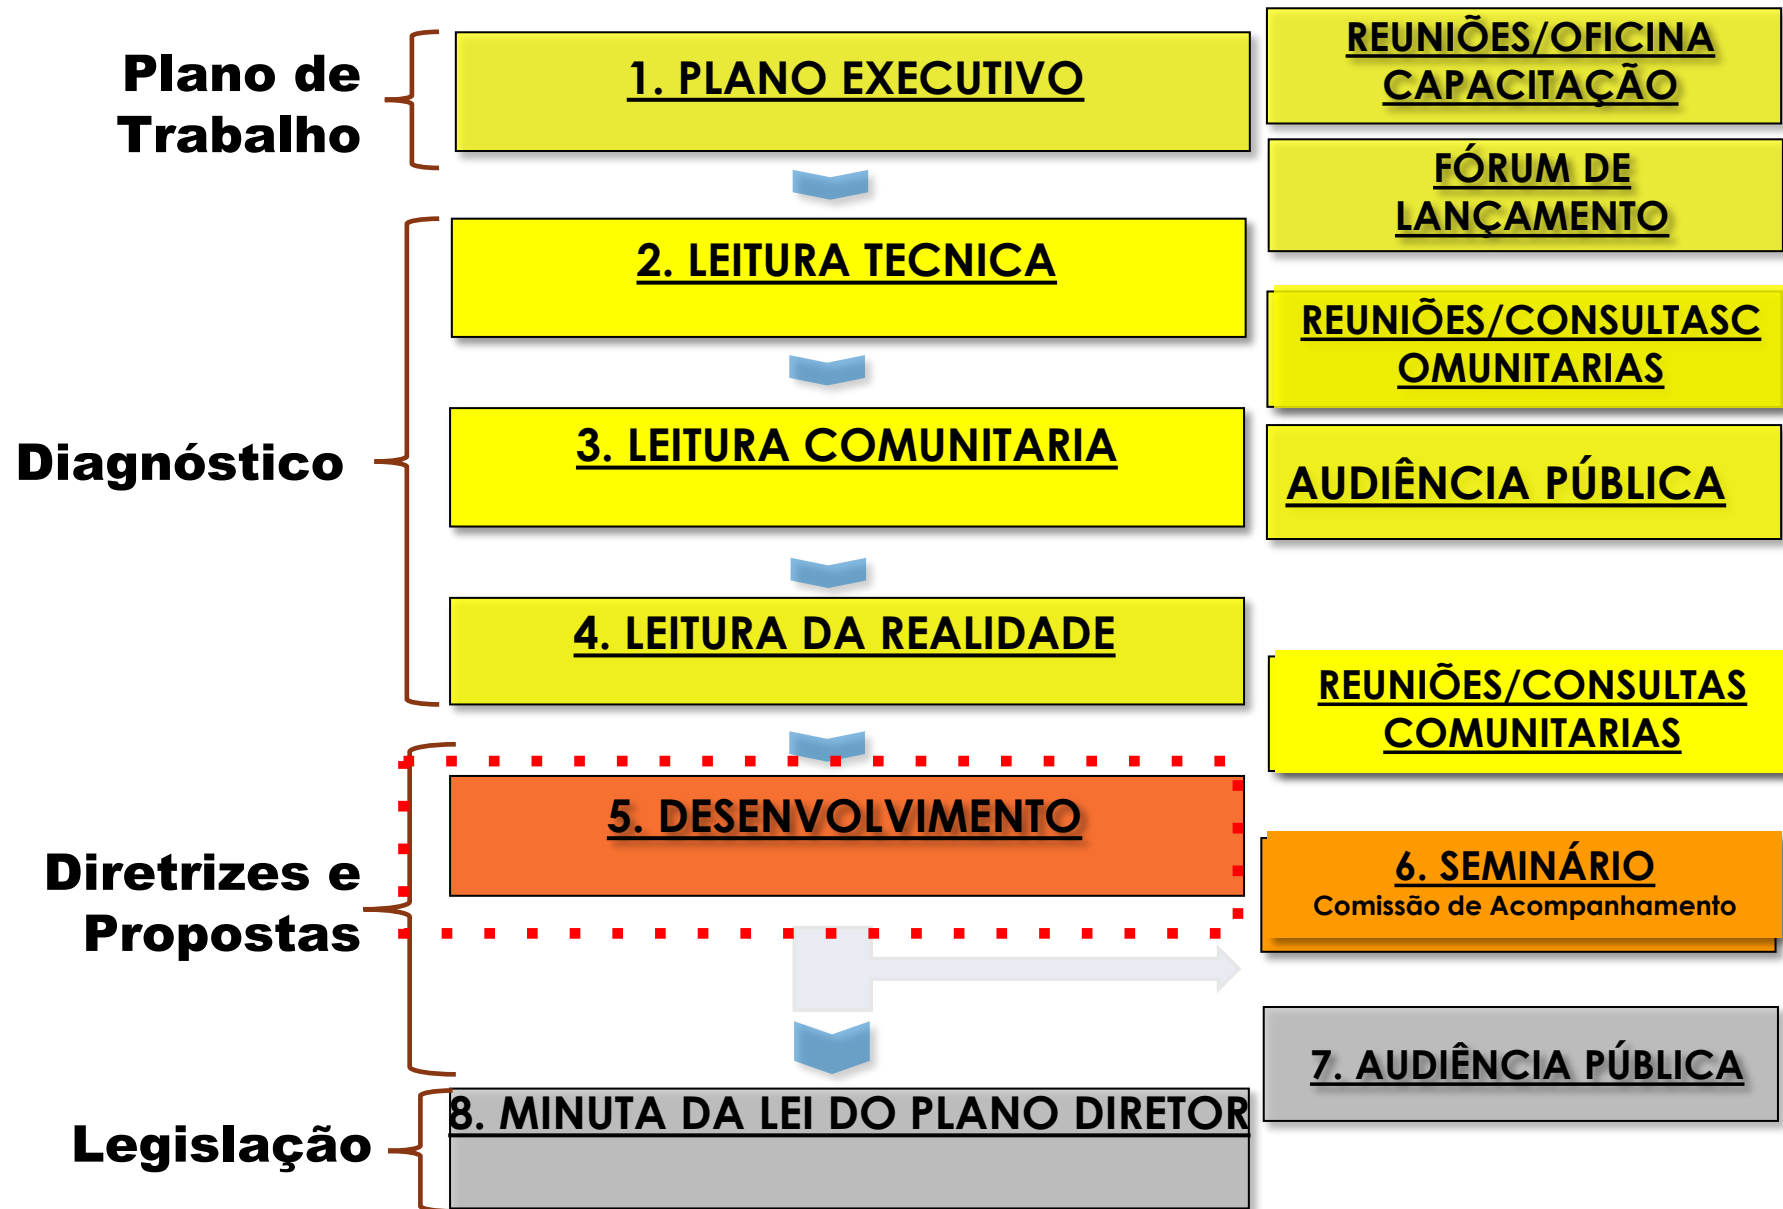 Plano de
Trabalho
1. PLANO EXECUTIVO
REUNIÕES/OFICINA
CAPACITAÇÃO
FÓRUM DE
LANÇAMENTO
Diagnóstico
2. LEITURA TECNICA
3. LEITURA COMUNITARIA
4. LEITURA DA REALIDADE
REUNIÕES/CONSULTASC
OMUNITARIAS
AUDIÊNCIA PÚBLICA
REUNIÕES/CONSULTAS
COMUNITARIAS
Diretrizes e
Propostas
5. DESENVOLVIMENTO
6. SEMINÁRIO
Comissão de Acompanhamento
7. AUDIÊNCIA PÚBLICA
Legislação
8. MINUTA DA LEI DO PLANO DIRETOR